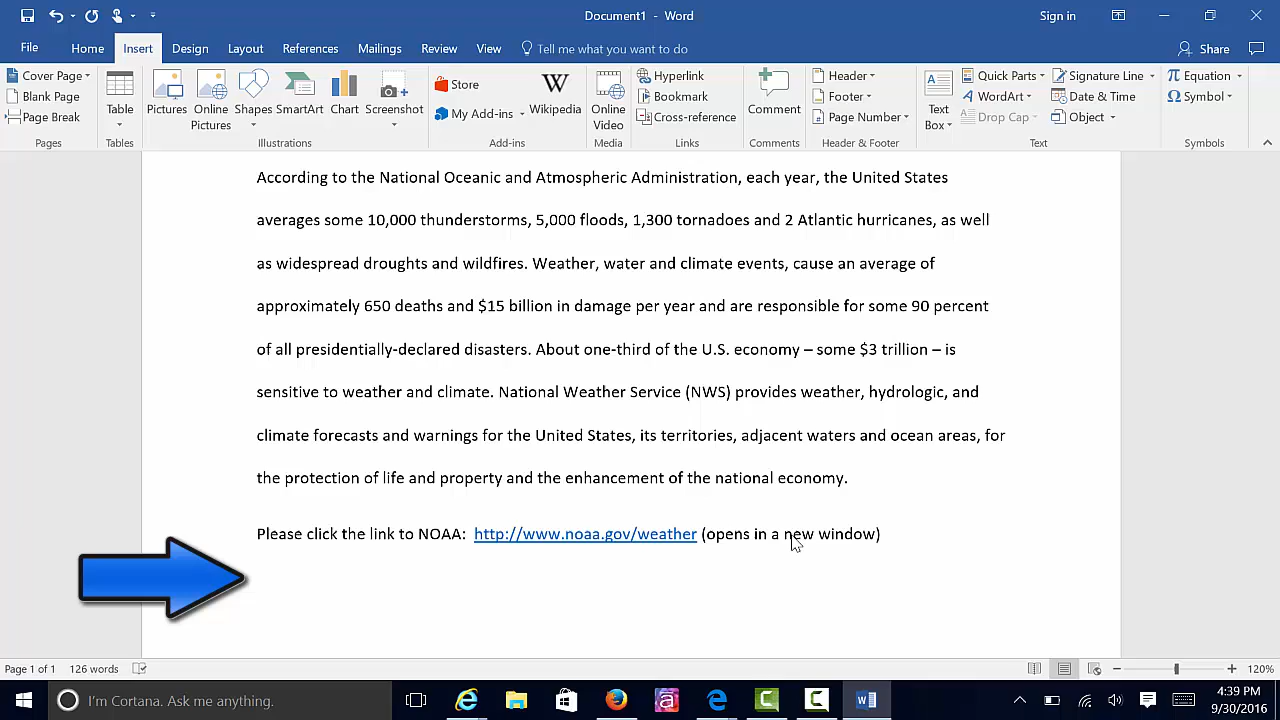 Document1 - Word
Sign in
File Home Insert Design Layout References Mailings Review View Tell me what you want to do Share
Cover Page
Blank Page
Page Break
Pages
Table
Tables
Pictures
Online Pictures
Shapes
SmartArt
Chart
Screenshot
Illustrations
Store
My Add-ins
Wikipedia
Add-ins
Online Video
Media
Hyperlink
Bookmark
Cross-reference
Links
Comment
Comments
Header
Footer
Page Number
Header & Footer
Text Box
Quick Parts
WordArt
Drop Cap
Signature Line
Date & Time
Object
Text
Equation
Symbol
Symbols
According to the National Oceanic and Atmospheric Administration, each year, the United States
averages some 10,000 thunderstorms, 5,000 floods, 1,300 tornadoes and 2 Atlantic hurricanes, as well
as widespread droughts and wildfires. Weather, water and climate events, cause an average of
approximately 650 deaths and $15 billion in damage per year and are responsible for some 90 percent
of all presidentially-declared disasters. About one-third of the U.S. economy – some $3 trillion – is
sensitive to weather and climate. National Weather Service (NWS) provides weather, hydrologic, and
climate forecasts and warnings for the United States, its territories, adjacent waters and ocean areas, for
the protection of life and property and the enhancement of the national economy.
Please click the link to NOAA: http://www.noaa.gov/weather (opens in a new window)
Page 1 of 1 126 words
120%
I'm Cortana. Ask me anything.
4:39 PM
9/30/2016